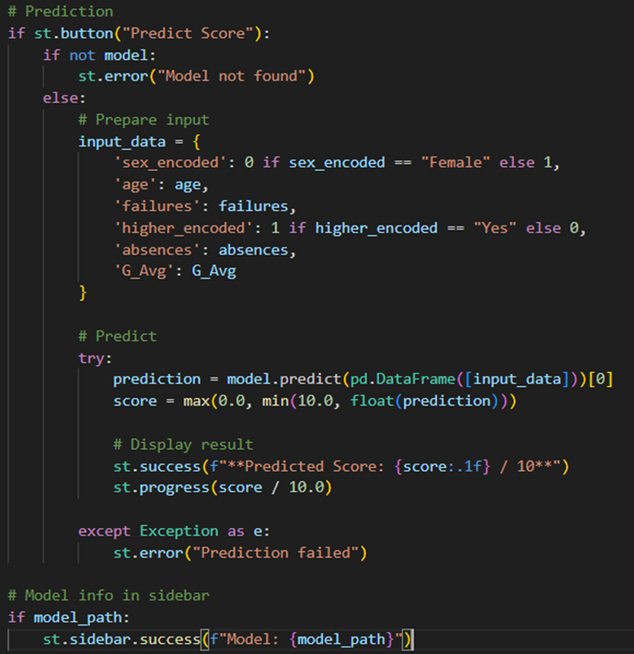 # Prediction
if st.button("Predict Score"):
    if not model:
        st.error("Model not found")
    else:
        # Prepare input
        input_data = {
            'sex_encoded': 0 if sex_encoded == "Female" else 1,
            'age': age,
            'failures': failures,
            'higher_encoded': 1 if higher_encoded == "Yes" else 0,
            'absences': absences,
            'G_Avg': G_Avg
        }

        # Predict
        try:
            prediction = model.predict(pd.DataFrame([input_data]))[0]
            score = max(0.0, min(10.0, float(prediction)))

            # Display result
            st.success(f"**Predicted Score: {score:.1f} / 10**")
            st.progress(score / 10.0)

        except Exception as e:
            st.error("Prediction failed")

# Model info in sidebar
if model_path:
    st.sidebar.success(f"Model: {model_path}")